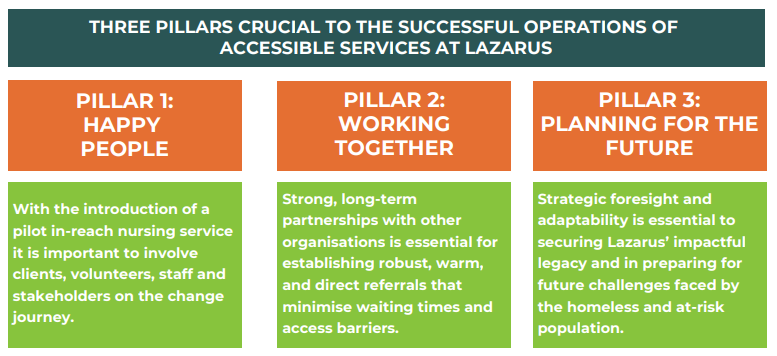 THREE PILLARS CRUCIAL TO THE SUCCESSFUL OPERATIONS OF
ACCESSIBLE SERVICES AT LAZARUS
PILLAR 1:
HAPPY
PEOPLE
With the introduction of a
pilot in-reach nursing service
it is important to involve
clients, volunteers, staff and
stakeholders on the change
journey.
PILLAR 2:
WORKING
TOGETHER
Strong, long-term
partnerships with other
organisations is essential for
establishing robust, warm,
and direct referrals that
minimise waiting times and
access barriers.
PILLAR 3:
PLANNING FOR THE
FUTURE
Strategic foresight and
adaptability is essential to
securing Lazarus’ impactful
legacy and in preparing for
future challenges faced by
the homeless and at-risk
population.